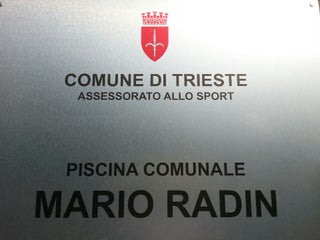 COMUNE DI TRIESTE
ASSESSORATO ALLO SPORT
PISCINA COMUNALE
MARIO RADIN